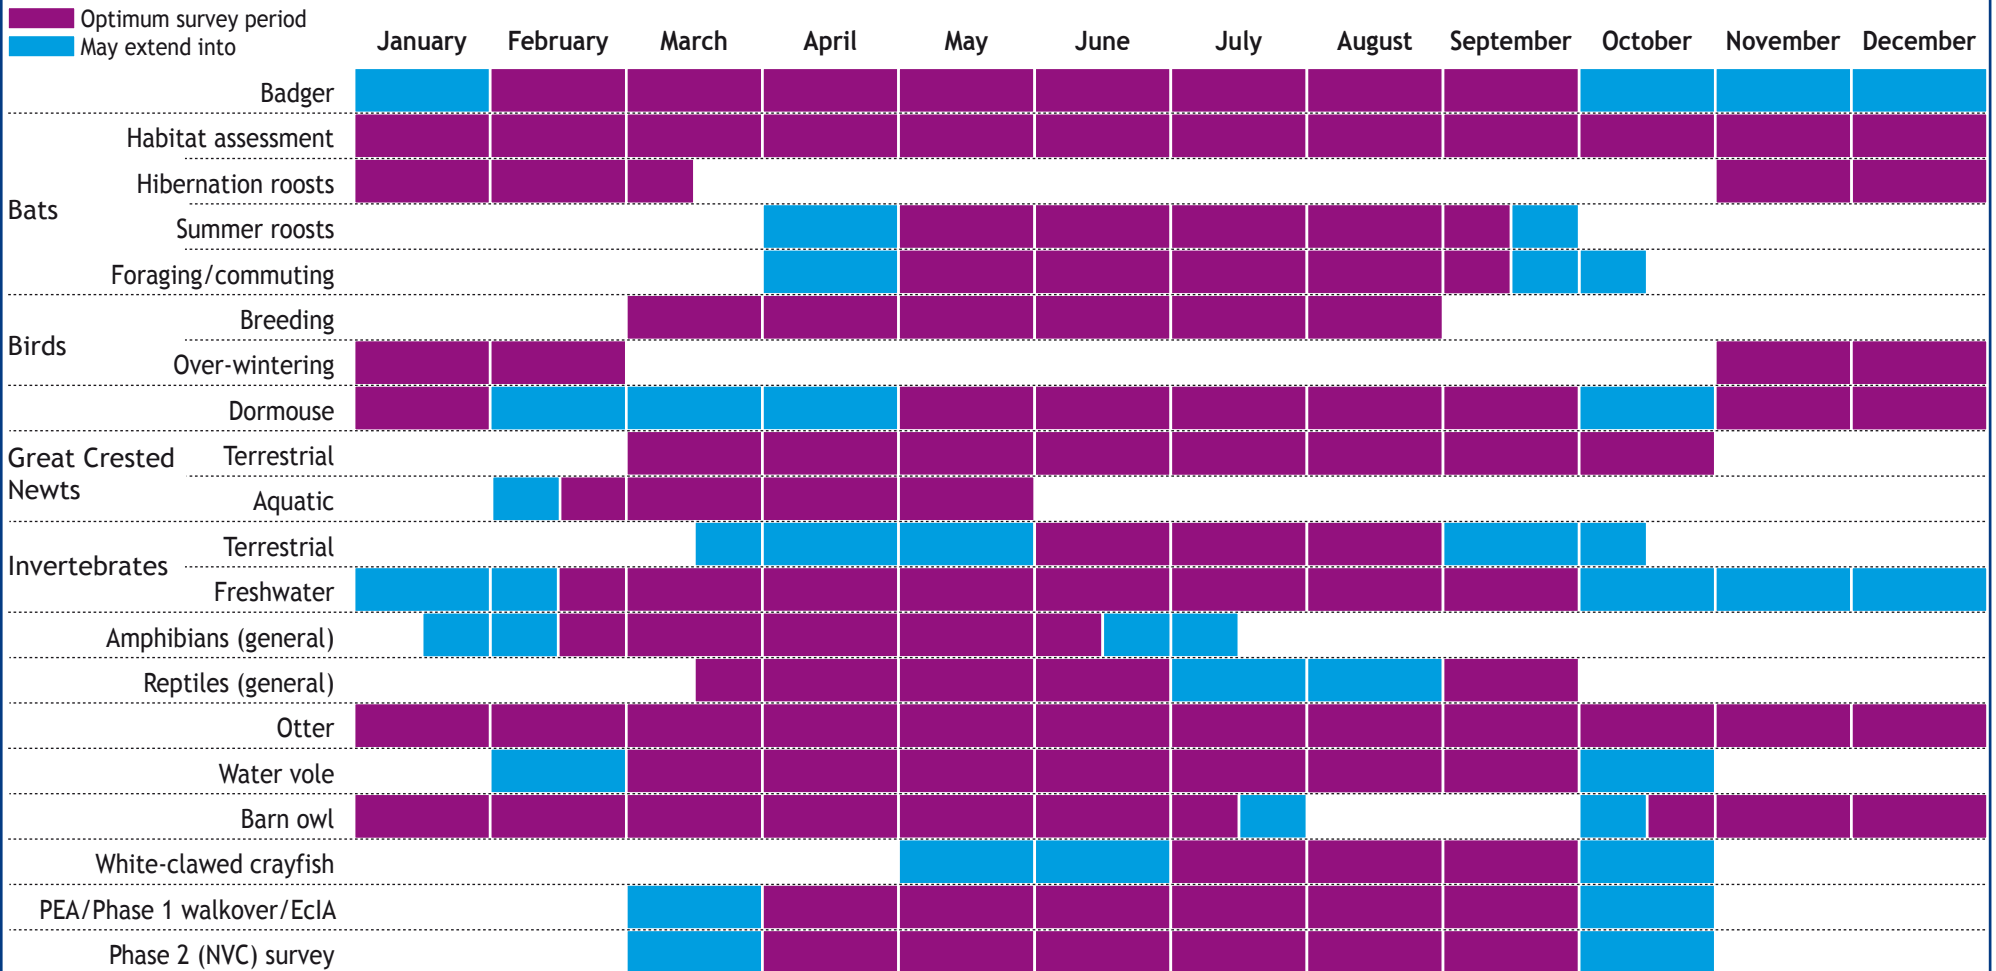 Optimum survey period
May extend into
January February March April May June July August September October November December
Badger
Bats
Habitat assessment
Hibernation roosts
Summer roosts
Foraging/commuting
Birds
Breeding
Over-wintering
Dormouse
Great Crested
Newts
Terrestrial
Aquatic
Invertebrates
Terrestrial
Freshwater
Amphibians (general)
Reptiles (general)
Otter
Water vole
Barn owl
White-clawed crayfish
PEA/Phase 1 walkover/EcIA
Phase 2 (NVC) survey